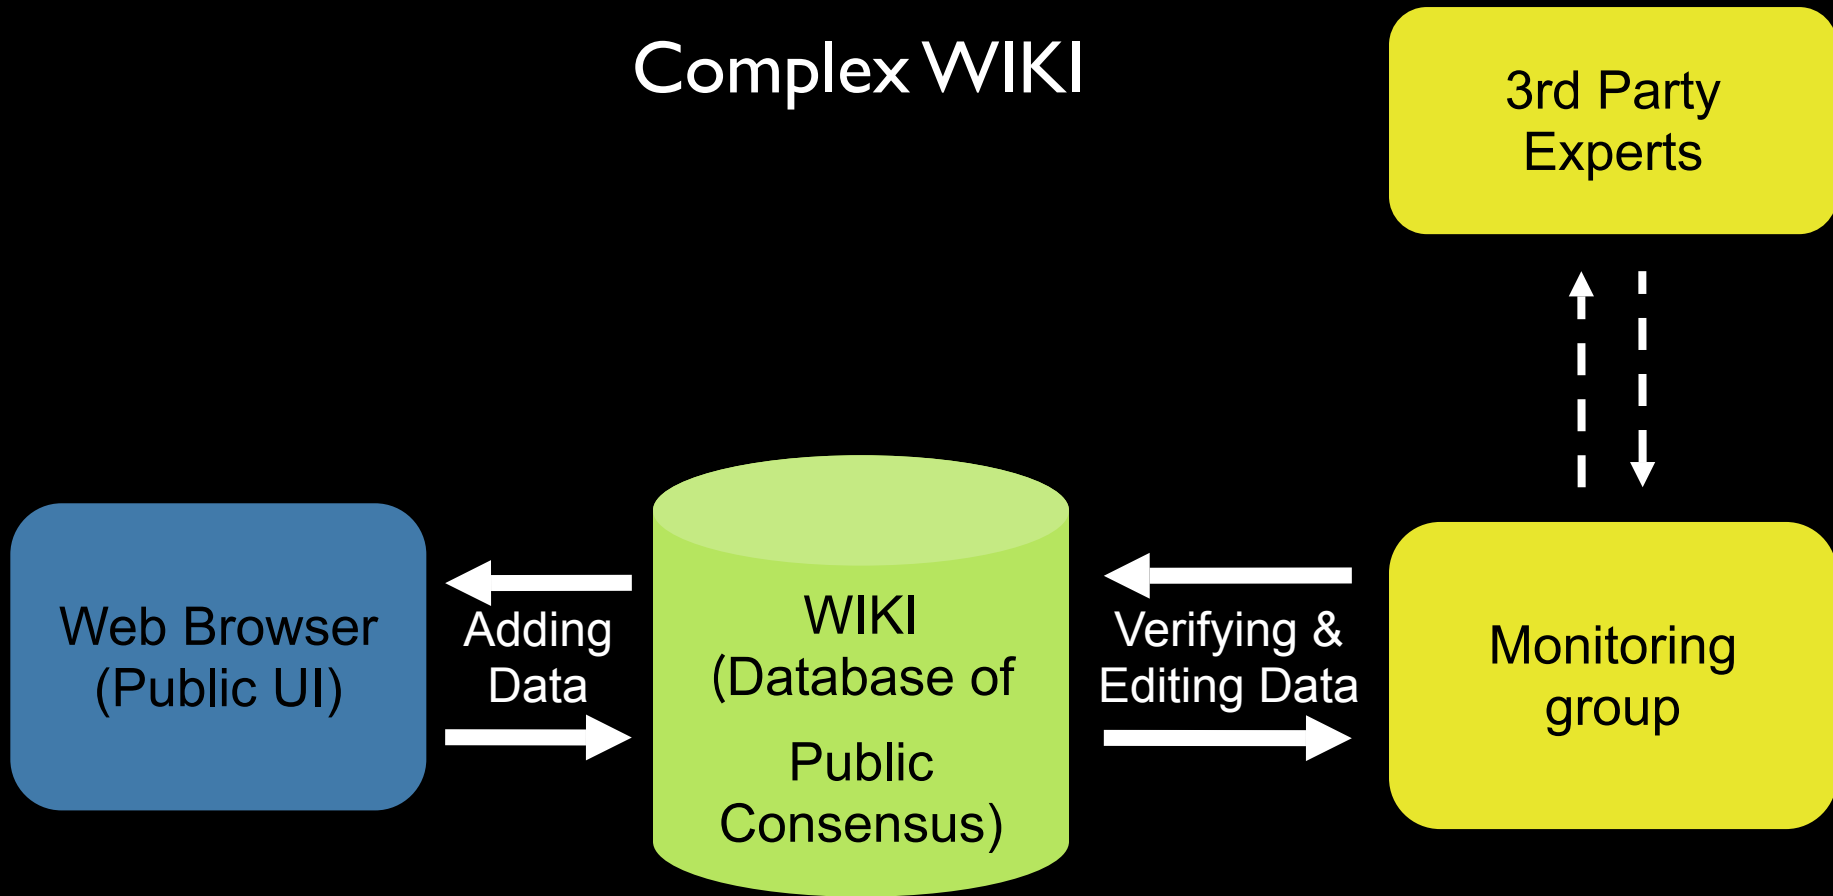 Complex WIKI
3rd Party
Experts
Web Browser
(Public UI)
Adding
Data
WIKI
(Database of
Public
Consensus)
Verifying &
Editing Data
Monitoring
group